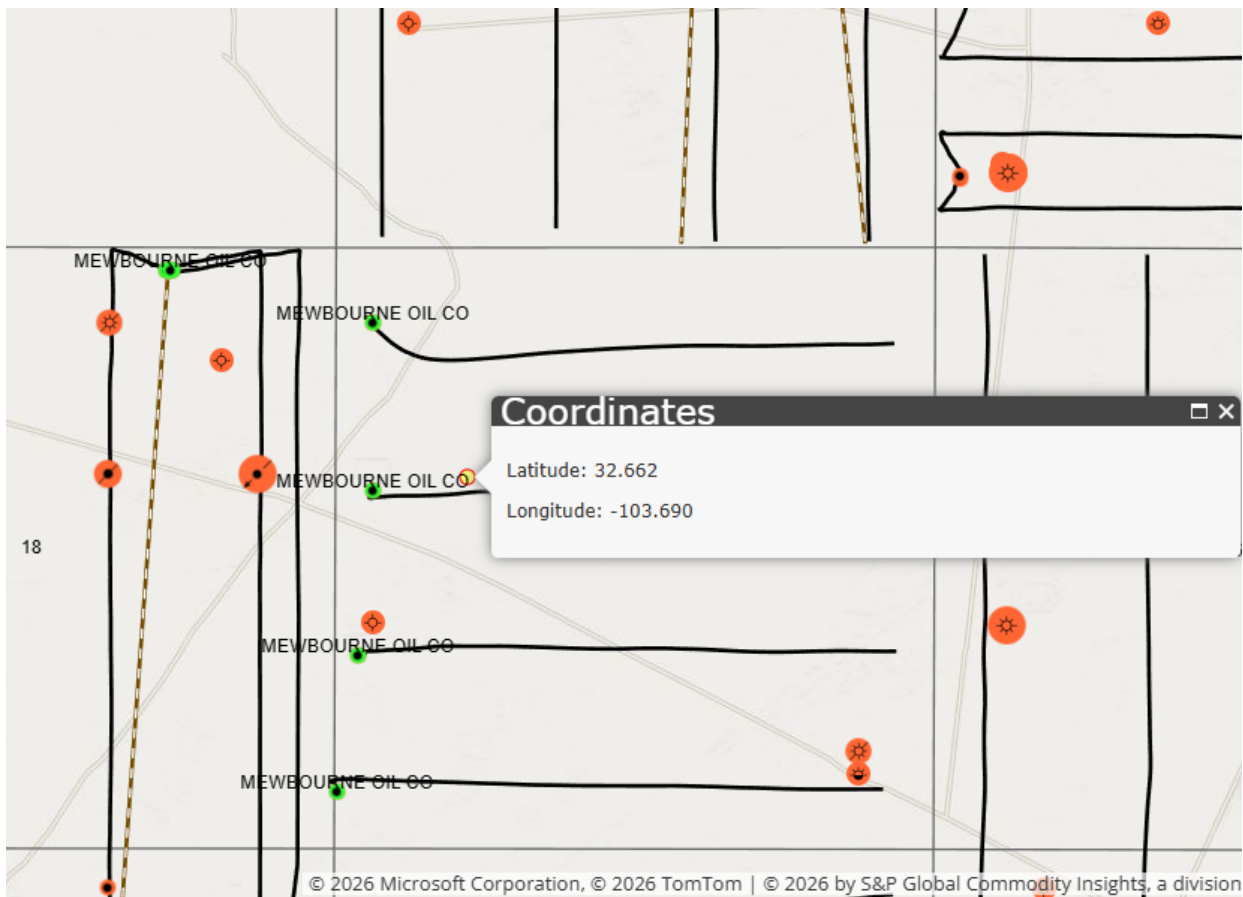 MEWBOURNE OIL CO
MEWBOURNE OIL CO
Coordinates
Latitude: 32.662
MEWBOURNE OIL CO
Longitude: -103.690
18
MEWBOURNE OIL CO
MEWBOURNE OIL CO
© 2026 Microsoft Corporation, © 2026 TomTom | © 2026 by S&P Global Commodity Insights, a division